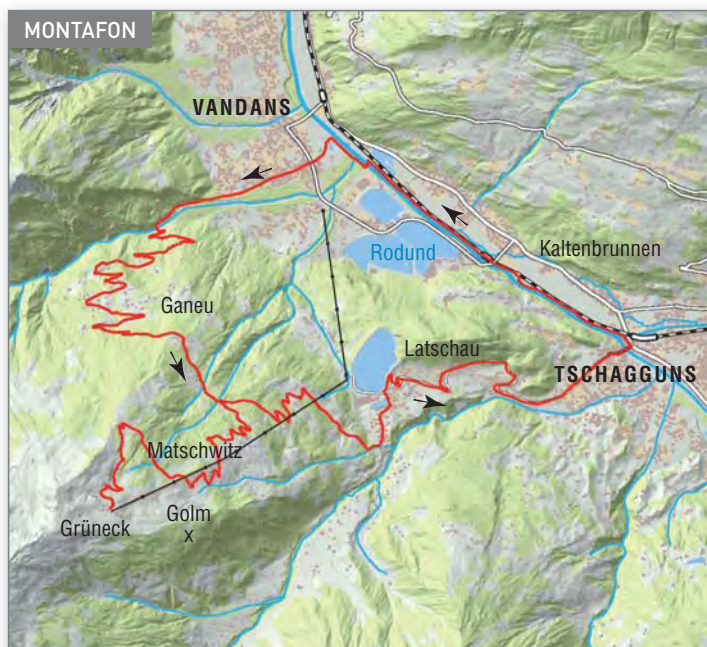 MONTAFON
VANDANS
Rodund
Kaltenbrunnen
Ganeu
Latschau
TSCHAGGUNS
Matschwitz
Grüneck
Golm
x